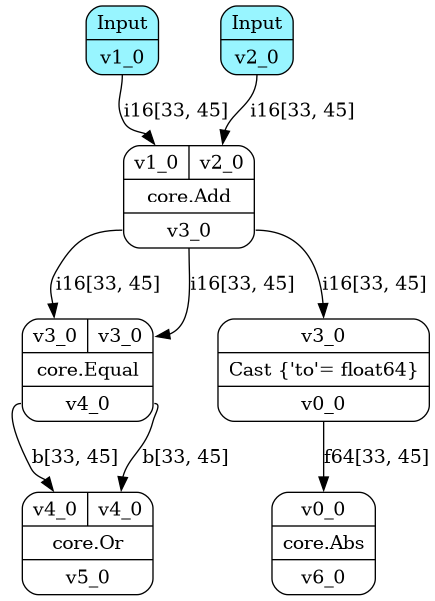 Input
Input
v1_0
v2_0
i16[33, 45]
i16[33, 45]
v1_0
v2_0
core.Add
v3_0
i16[33, 45]
i16[33, 45]
i16[33, 45]
v3_0
v3_0
v3_0
core.Equal
Cast {'to'= float64}
v4_0
v0_0
b[33, 45]
b[33, 45]
f64[33, 45]
v4_0
v4_0
v0_0
core.Or
core.Abs
v5_0
v6_0